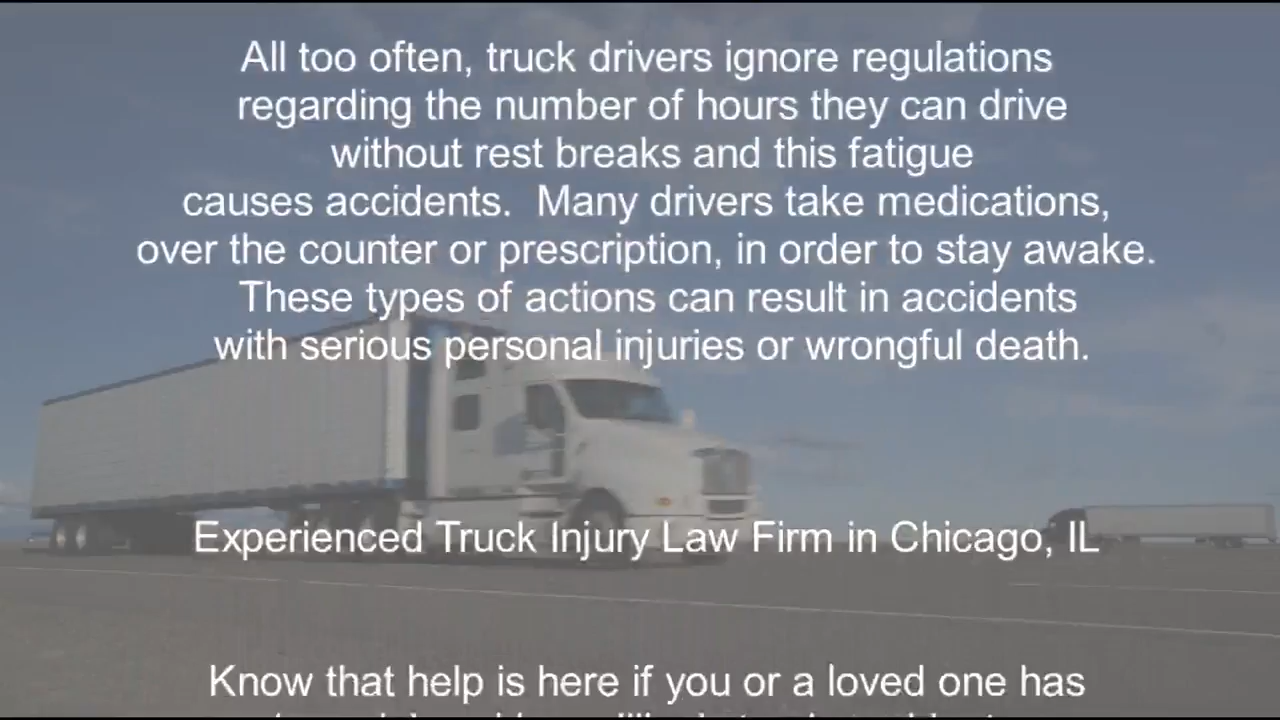 All too often, truck drivers ignore regulations
regarding the number of hours they can drive
without rest breaks and this fatigue
causes accidents.  Many drivers take medications,
over the counter or prescription, in order to stay awake.
These types of actions can result in accidents
with serious personal injuries or wrongful death.
Experienced Truck Injury Law Firm in Chicago, IL
Know that help is here if you or a loved one has